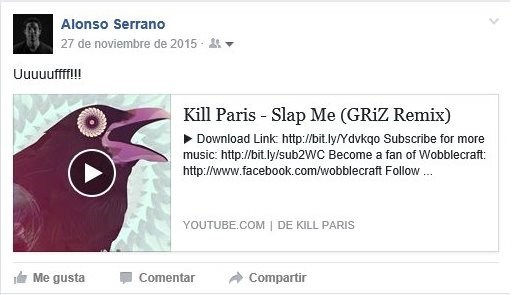 Alonso Serrano
27 de noviembre de 2015 ·
Uuuuuffff!!!
Kill Paris - Slap Me (GRiZ Remix)
► Download Link: http://bit.ly/Ydvkqo Subscribe for more
music: http://bit.ly/sub2WC Become a fan of Wobblecraft:
http://www.facebook.com/wobblecraft Follow ...
YOUTUBE.COM | DE KILL PARIS
Me gusta Comentar Compartir